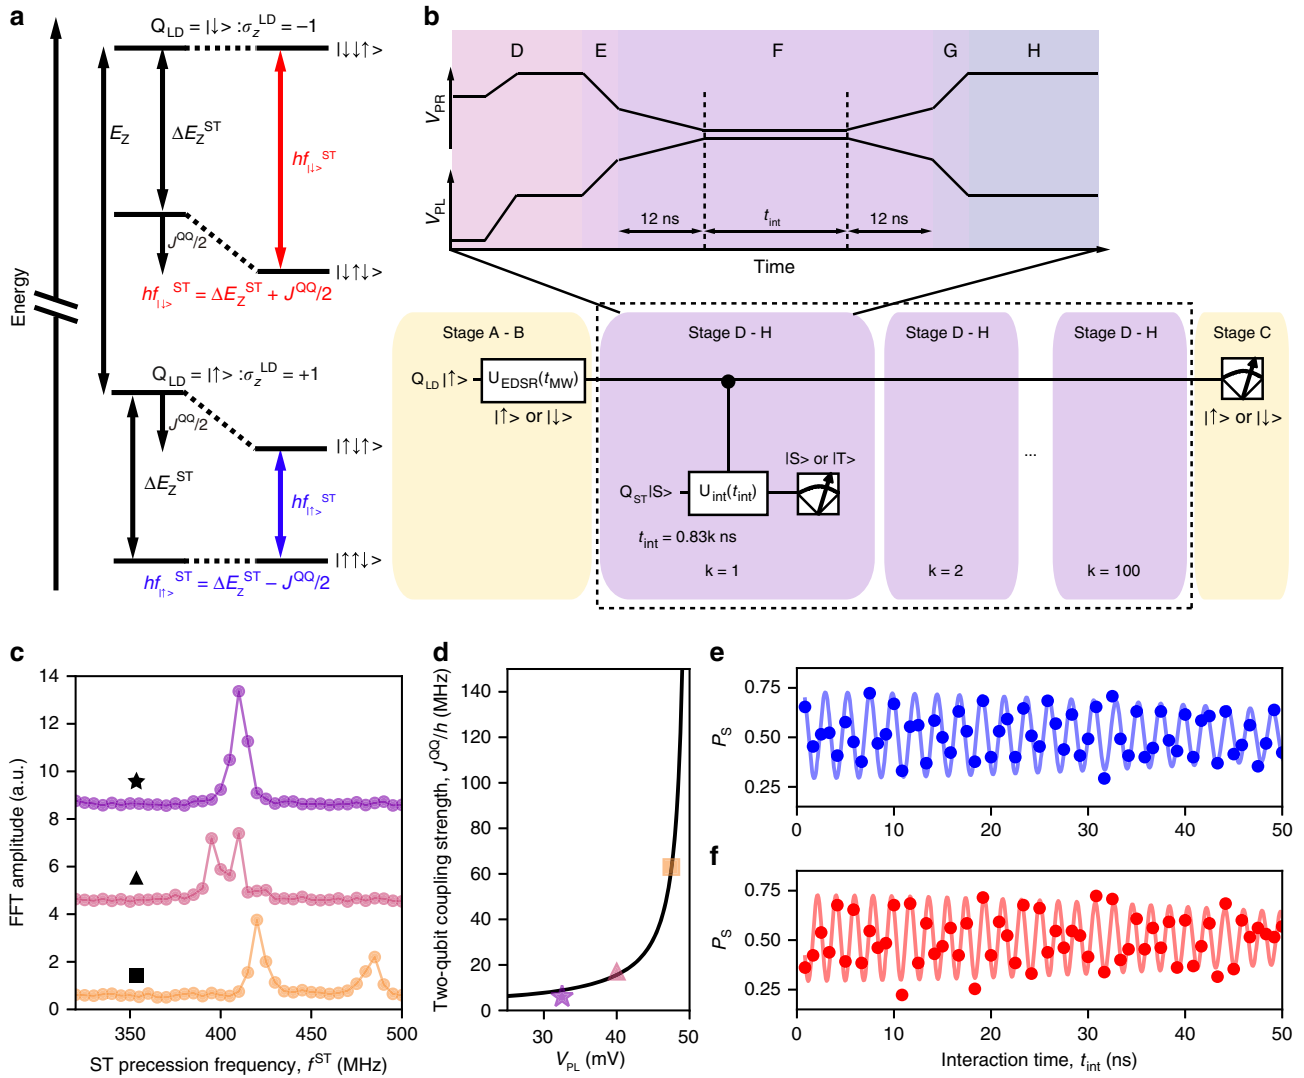 a
Energy
Q_LD = |↓> :σ_z^LD = −1
|↓↓↑>
E_Z
ΔE_Z^ST
hf_|↓>^ST
J^QQ/2
|↓↑↓>
hf_|↓>^ST = ΔE_Z^ST + J^QQ/2
Q_LD = |↑> :σ_z^LD = +1
J^QQ/2
|↑↓↑>
ΔE_Z^ST
hf_|↑>^ST
|↑↑↓>
hf_|↑>^ST = ΔE_Z^ST − J^QQ/2
b
D E F G H
V_PR
V_PL
12 ns t_int 12 ns
Time
Stage A - B Stage D - H Stage D - H Stage D - H Stage C
Q_LD |↑> U_EDSR(t_MW)
|↑> or |↓> |↑> or |↓>
|S> or |T> ...
Q_ST |S> U_int(t_int)
t_int = 0.83k ns
k = 1 k = 2 k = 100
c
14
12
10
8
6
4
2
0
350 400 450 500
FFT amplitude (a.u.)
ST precession frequency, f^ST (MHz)
d
140
120
100
80
60
40
20
0
30 40 50
Two-qubit coupling strength, J^QQ/h (MHz)
V_PL (mV)
e
0.75
0.50
0.25
P_S
0 10 20 30 40 50
f
0.75
0.50
0.25
P_S
0 10 20 30 40 50
Interaction time, t_int (ns)